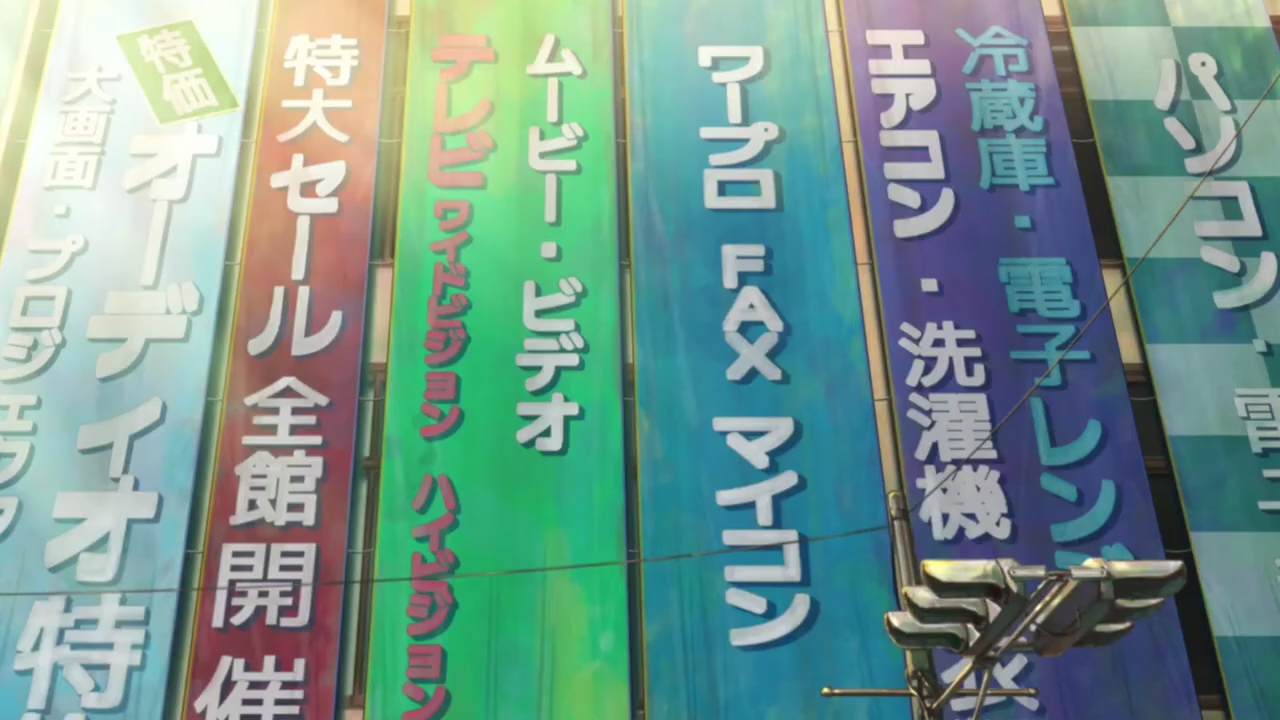 パソコン・電
冷蔵庫・電子レンジ
エアコン・洗濯機
ワープロ FAX マイコン
ムービー・ビデオ
テレビ ワイドビジョン ハイビジョン
特大セール全館開催
特価
オーディオ特
大画面・プロジェクタ